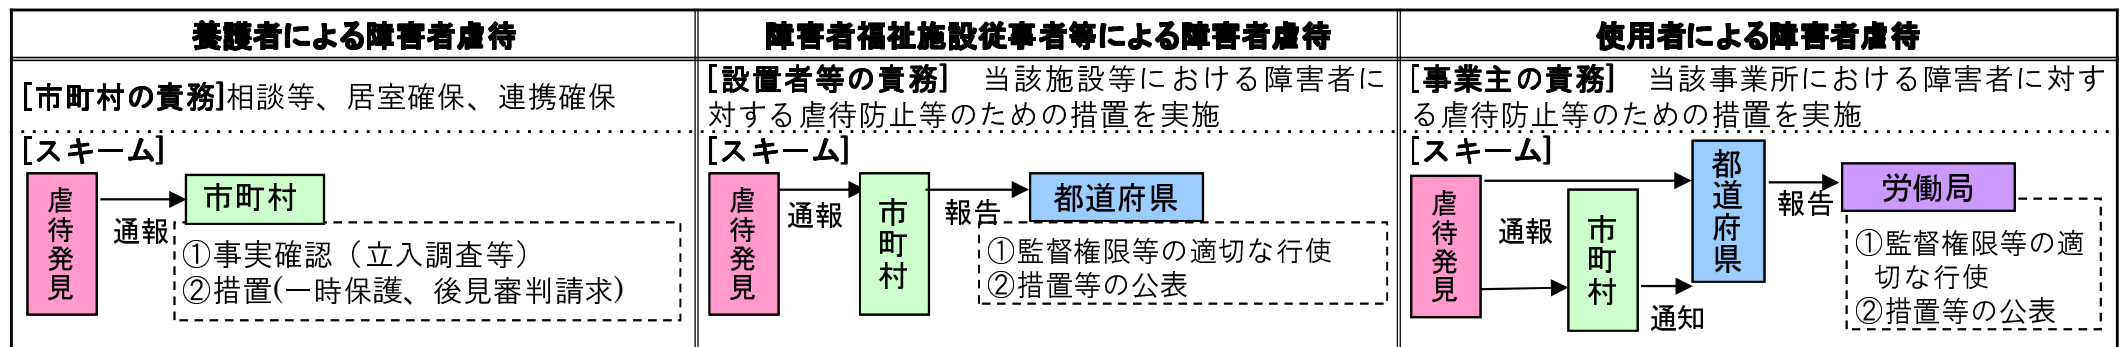 養護者による障害者虐待
[市町村の責務]相談等、居室確保、連携確保
[スキーム]
虐待発見
通報
市町村
①事実確認（立入調査等）
②措置(一時保護、後見審判請求)
障害者福祉施設従事者等による障害者虐待
[設置者等の責務]　当該施設等における障害者に
対する虐待防止等のための措置を実施
[スキーム]
虐待発見
通報
市町村
報告
都道府県
①監督権限等の適切な行使
②措置等の公表
使用者による障害者虐待
[事業主の責務]　当該事業所における障害者に対す
る虐待防止等のための措置を実施
[スキーム]
虐待発見
通報
市町村
通知
都道府県
報告
労働局
①監督権限等の適
切な行使
②措置等の公表